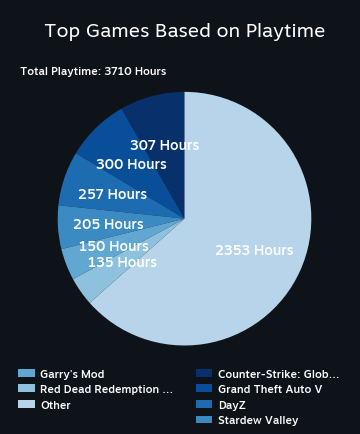 Top Games Based on Playtime
Total Playtime: 3710 Hours
307 Hours
300 Hours
257 Hours
205 Hours
150 Hours
135 Hours
2353 Hours
Garry's Mod
Red Dead Redemption ...
Other
Counter-Strike: Glob...
Grand Theft Auto V
DayZ
Stardew Valley